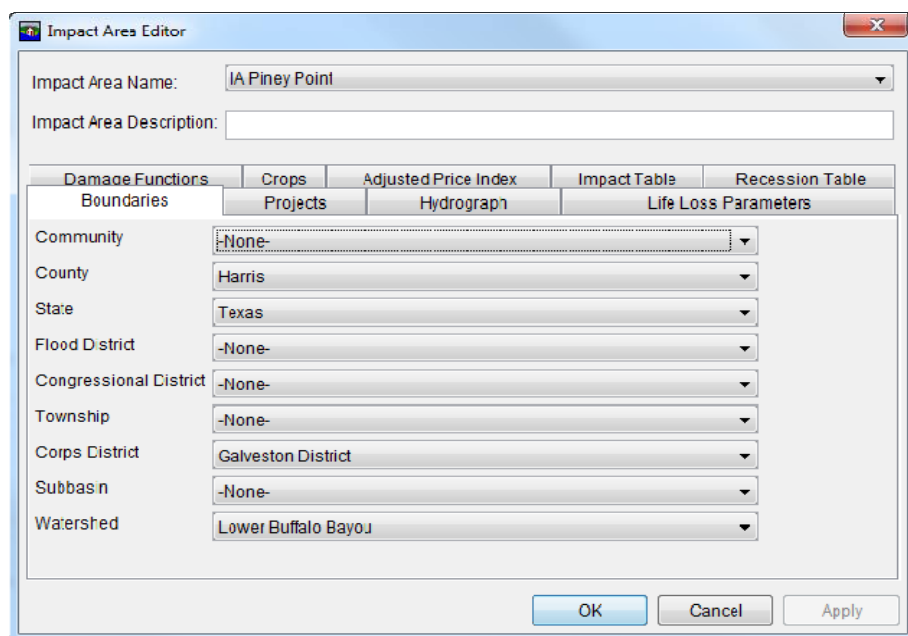 Impact Area Editor
Impact Area Name: IA Piney Point
Impact Area Description:
Damage Functions Crops Adjusted Price Index Impact Table Recession Table
Boundaries Projects Hydrograph Life Loss Parameters
Community -None-
County Harris
State Texas
Flood District -None-
Congressional District -None-
Township -None-
Corps District Galveston District
Subbasin -None-
Watershed Lower Buffalo Bayou
OK Cancel Apply